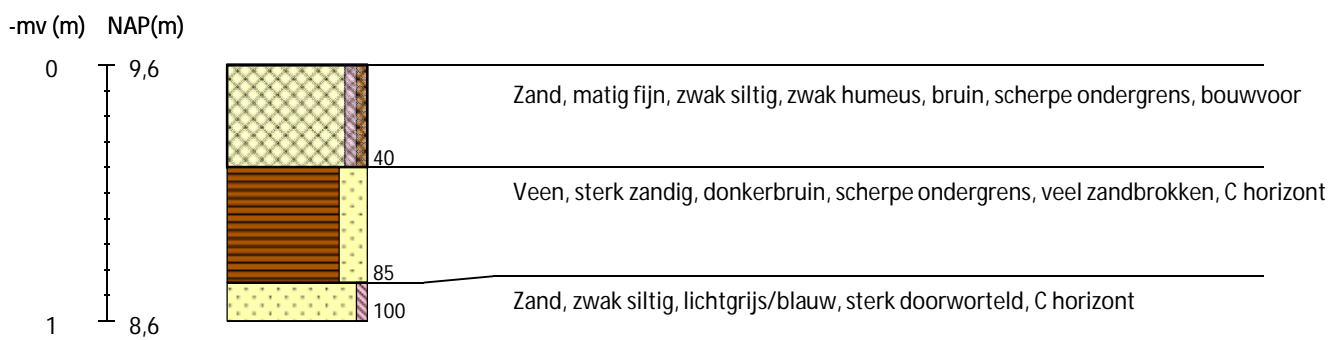 -mv (m) NAP(m)
0 9,6
Zand, matig fijn, zwak siltig, zwak humeus, bruin, scherpe ondergrens, bouwvoor
40
Veen, sterk zandig, donkerbruin, scherpe ondergrens, veel zandbrokken, C horizont
85
Zand, zwak siltig, lichtgrijs/blauw, sterk doorworteld, C horizont
100
1 8,6